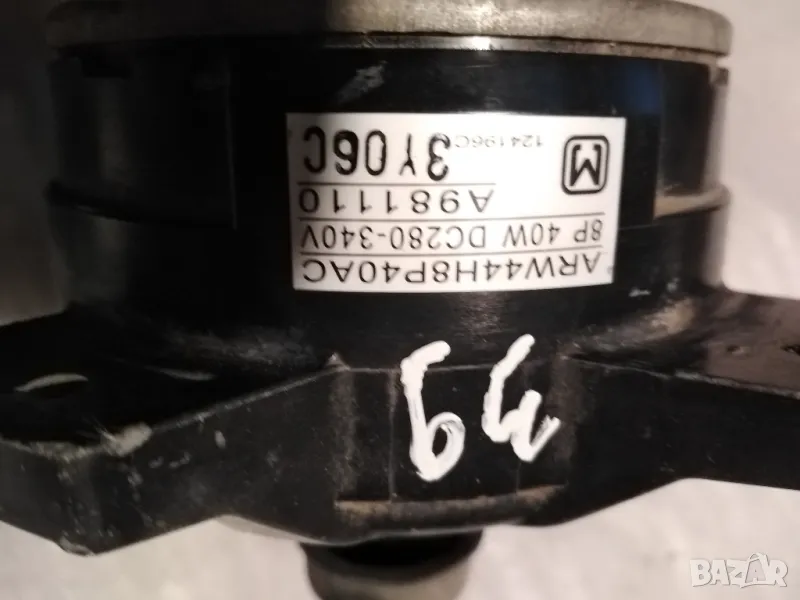 ARW44H8P40AC
8P 40W DC280-340V
A981110
3Y06C
124196C
BAZAR